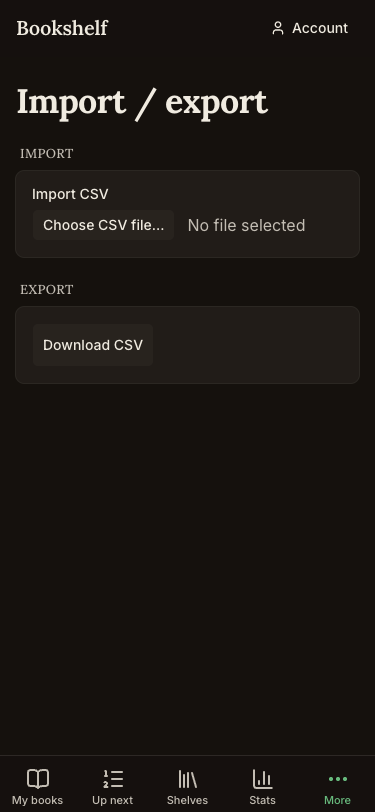 Bookshelf
Account
Import / export
IMPORT
Import CSV
Choose CSV file...
No file selected
EXPORT
Download CSV
My books
Up next
Shelves
Stats
More